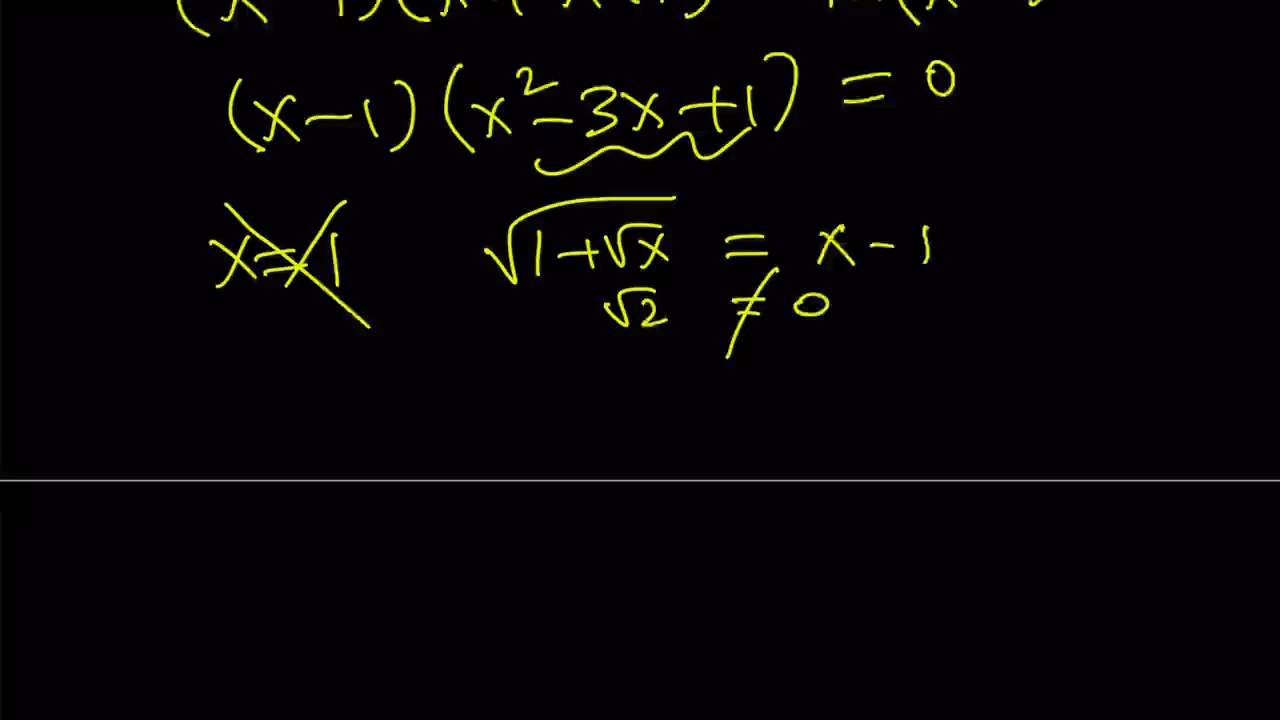 (x-1)(x²-3x+1) = 0
x=1 √(1+√x) = x-1
√2 ≠ 0